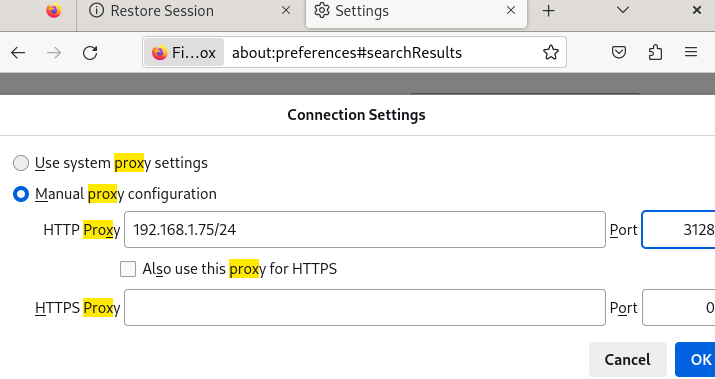 Restore Session × Settings ×
Fi...ox about:preferences#searchResults
Connection Settings
Use system proxy settings
Manual proxy configuration
HTTP Proxy 192.168.1.75/24 Port 3128
Also use this proxy for HTTPS
HTTPS Proxy Port 0
Cancel OK